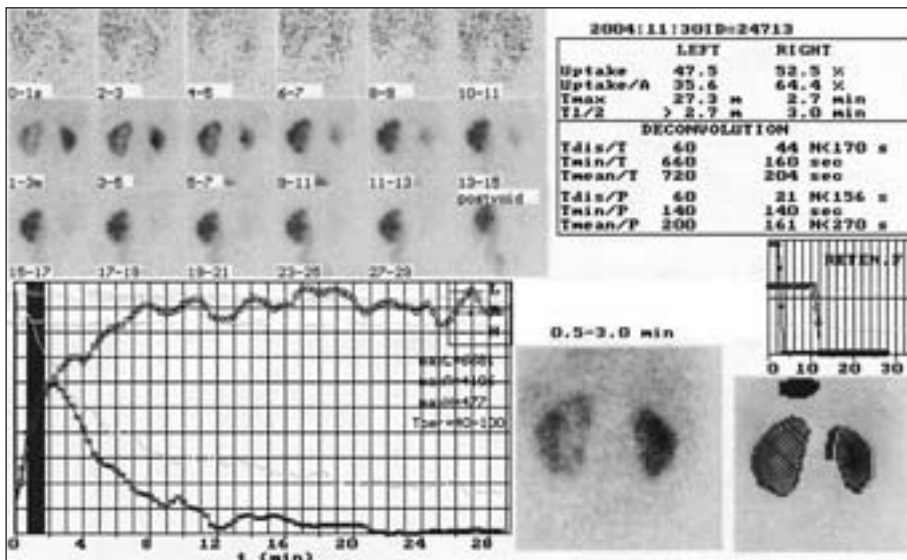 2004|11|30ID=24713
LEFT RIGHT
Uptake 47.5 52.5 %
Uptake/A 35.6 64.4 %
Tmax 27.3 m 2.7 min
T1/2 > 2.7 m 3.0 min
DECONVOLUTION
Tdis/T 60 44 N<170 s
Tmin/T 660 160 sec
Tmean/T 720 204 sec
Tdis/P 60 21 N<156 s
Tmin/P 140 140 sec
Tmean/P 200 161 N<270 s
0-1s 2-3 4-5 6-7 8-9 10-11
1-3m 3-5 5-7 9-11 11-13 13-15
postvoid
15-17 17-19 19-21 23-25 27-29
RETEN.F
0 10 20 30
L
0.5-3.0 min
0 4 8 12 16 20 24 28
t (min)